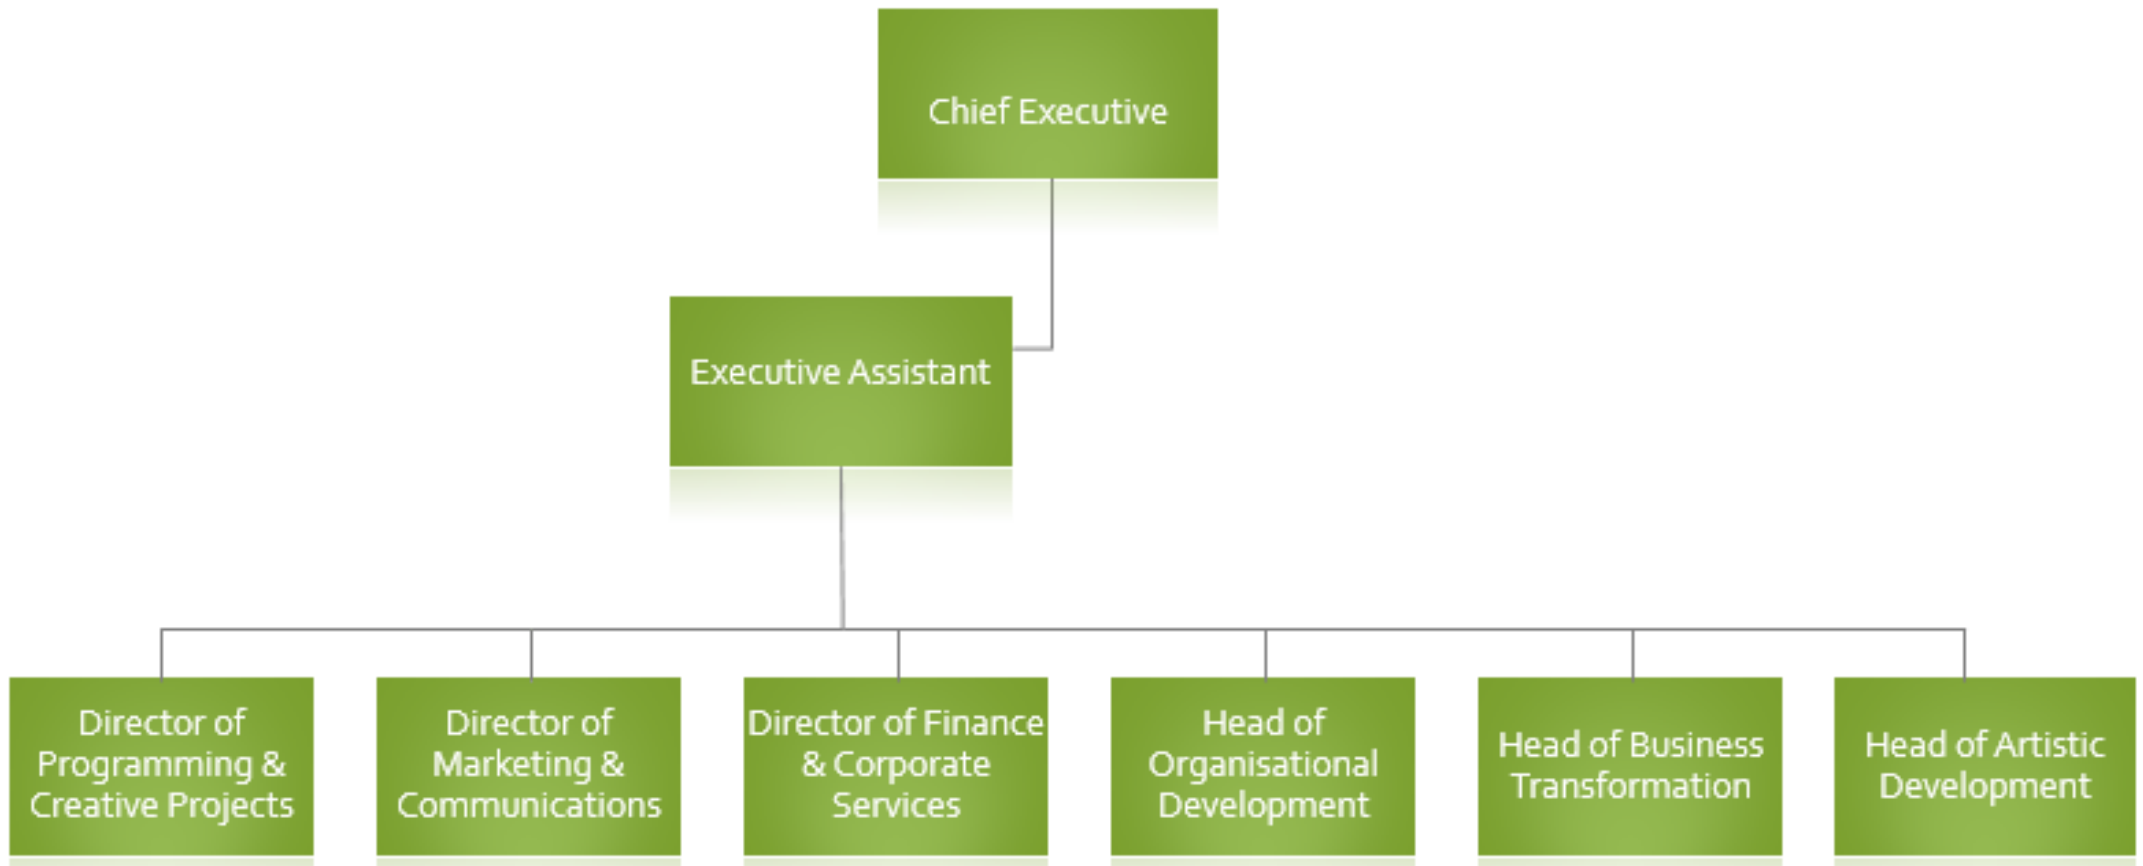 Chief Executive
Executive Assistant
Director of
Programming &
Creative Projects
Director of
Marketing &
Communications
Director of Finance
& Corporate
Services
Head of
Organisational
Development
Head of Business
Transformation
Head of Artistic
Development